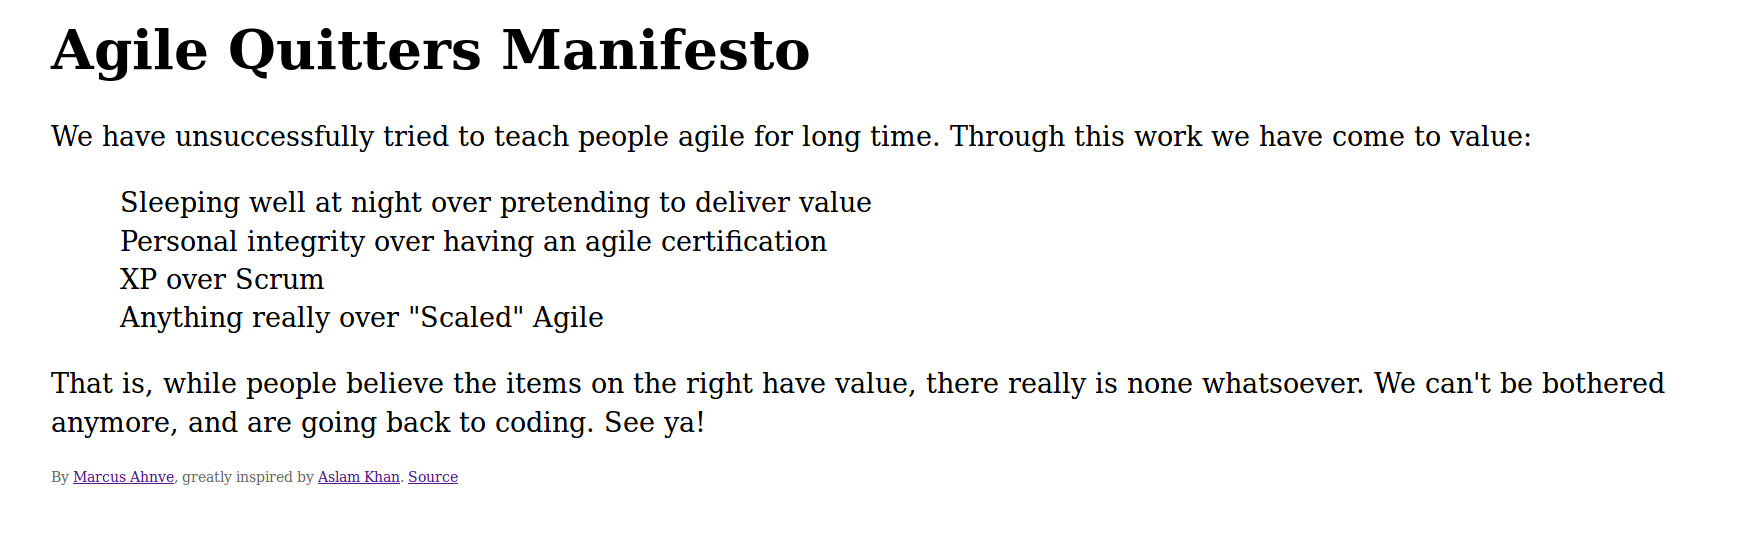 Agile Quitters Manifesto
We have unsuccessfully tried to teach people agile for long time. Through this work we have come to value:
Sleeping well at night over pretending to deliver value
Personal integrity over having an agile certification
XP over Scrum
Anything really over "Scaled" Agile
That is, while people believe the items on the right have value, there really is none whatsoever. We can't be bothered
anymore, and are going back to coding. See ya!
By Marcus Ahnve, greatly inspired by Aslam Khan. Source